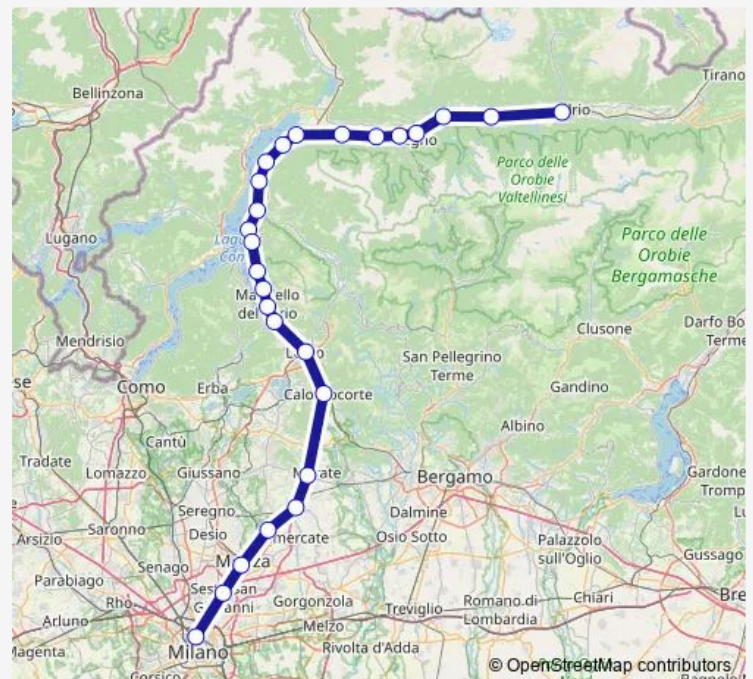 Bellinzona
Tirano
Parco delle
Orobie
Valtellinesi
Lugano
Parco delle
Orobie
Bergamasche
Mendrisio
Clusone
Darfo Bo
Terme
San Pellegrino
Terme
Como
Erba
Gandino
Albino
Cantù
Tradate
Lomazzo
Giussano
Bergamo
Gardone
Tromp
Seregno
Dalmine
Saronno
Desio
Osio Sotto
Palazzolo
sull'Oglio
Arsizio
Gussago
Senago
Parabiago
Rho
Gorgonzola
Romano di
Lombardia
Chiari
Bre
Arluno
Treviglio
Melzo
Milano
Rivolta d'Adda
© OpenStreetMap contributors